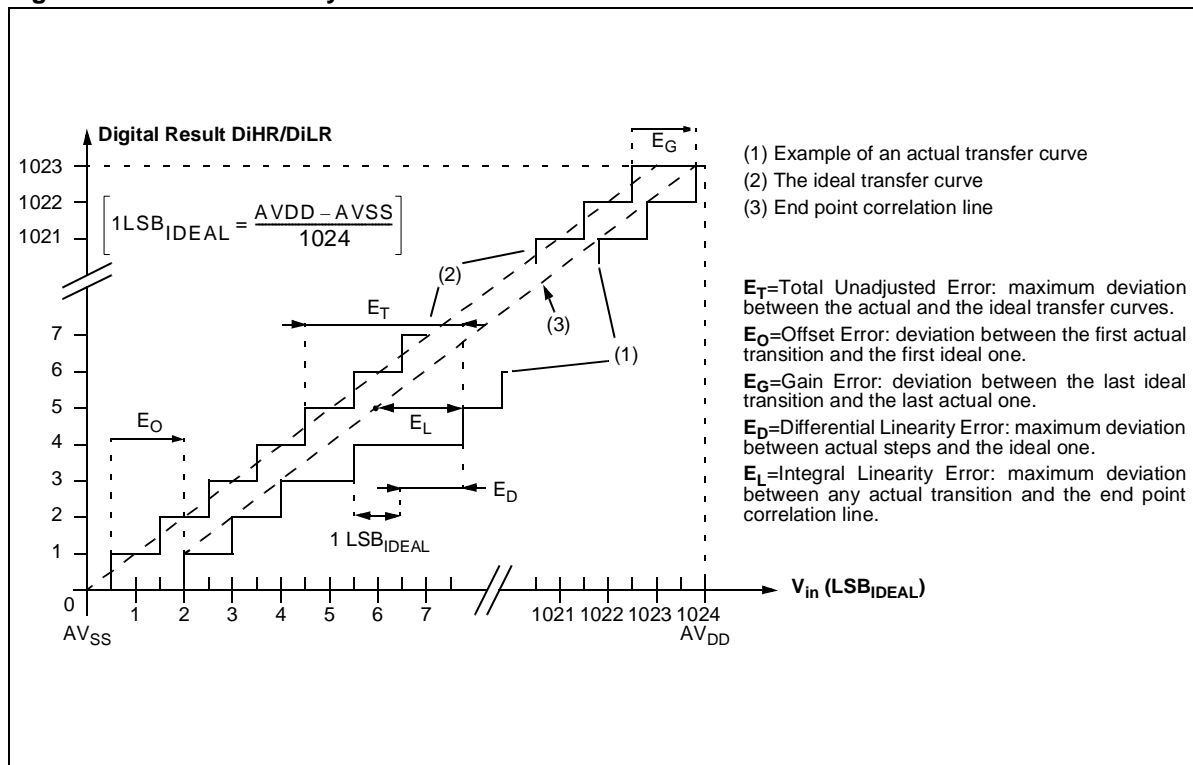 Digital Result DiHR/DiLR
1023
1022
1021
7
6
5
4
3
2
1
0
1LSB_IDEAL = (AVDD – AVSS) / 1024
E_G
(2)
E_T
(3)
(1)
E_O
E_L
E_D
1 LSB_IDEAL
1 2 3 4 5 6 7 1021 1022 1023 1024
AV_SS
AV_DD
V_in (LSB_IDEAL)
(1) Example of an actual transfer curve
(2) The ideal transfer curve
(3) End point correlation line
E_T=Total Unadjusted Error: maximum deviation
between the actual and the ideal transfer curves.
E_O=Offset Error: deviation between the first actual
transition and the first ideal one.
E_G=Gain Error: deviation between the last ideal
transition and the last actual one.
E_D=Differential Linearity Error: maximum deviation
between actual steps and the ideal one.
E_L=Integral Linearity Error: maximum deviation
between any actual transition and the end point
correlation line.